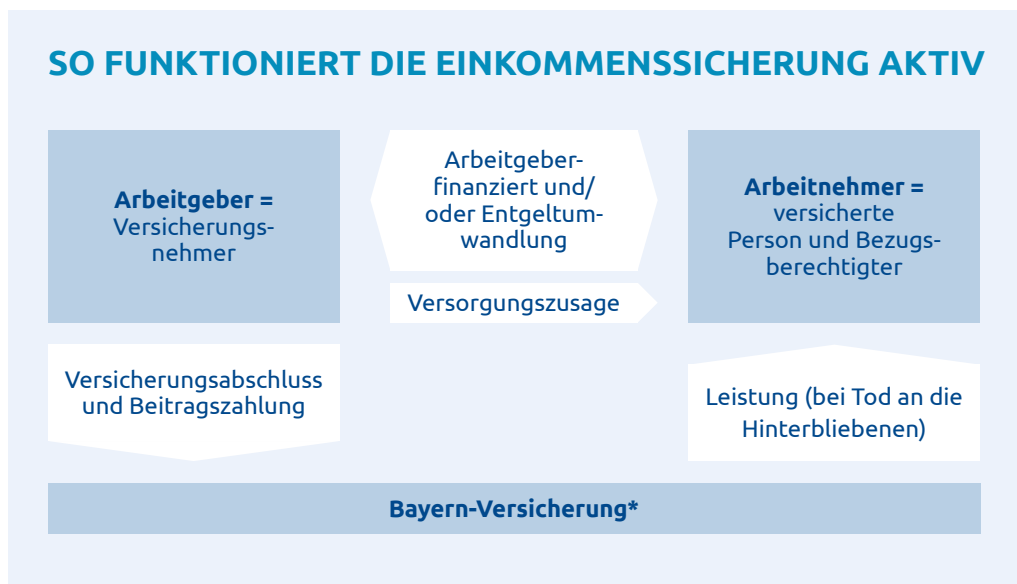 SO FUNKTIONIERT DIE EINKOMMENSSICHERUNG AKTIV
Arbeitgeber =
Versicherungs-
nehmer
Arbeitgeber-
finanziert und/
oder Entgeltum-
wandlung
Versorgungszusage
Arbeitnehmer =
versicherte
Person und Bezugs-
berechtigter
Versicherungsabschluss
und Beitragszahlung
Leistung (bei Tod an die
Hinterbliebenen)
Bayern-Versicherung*